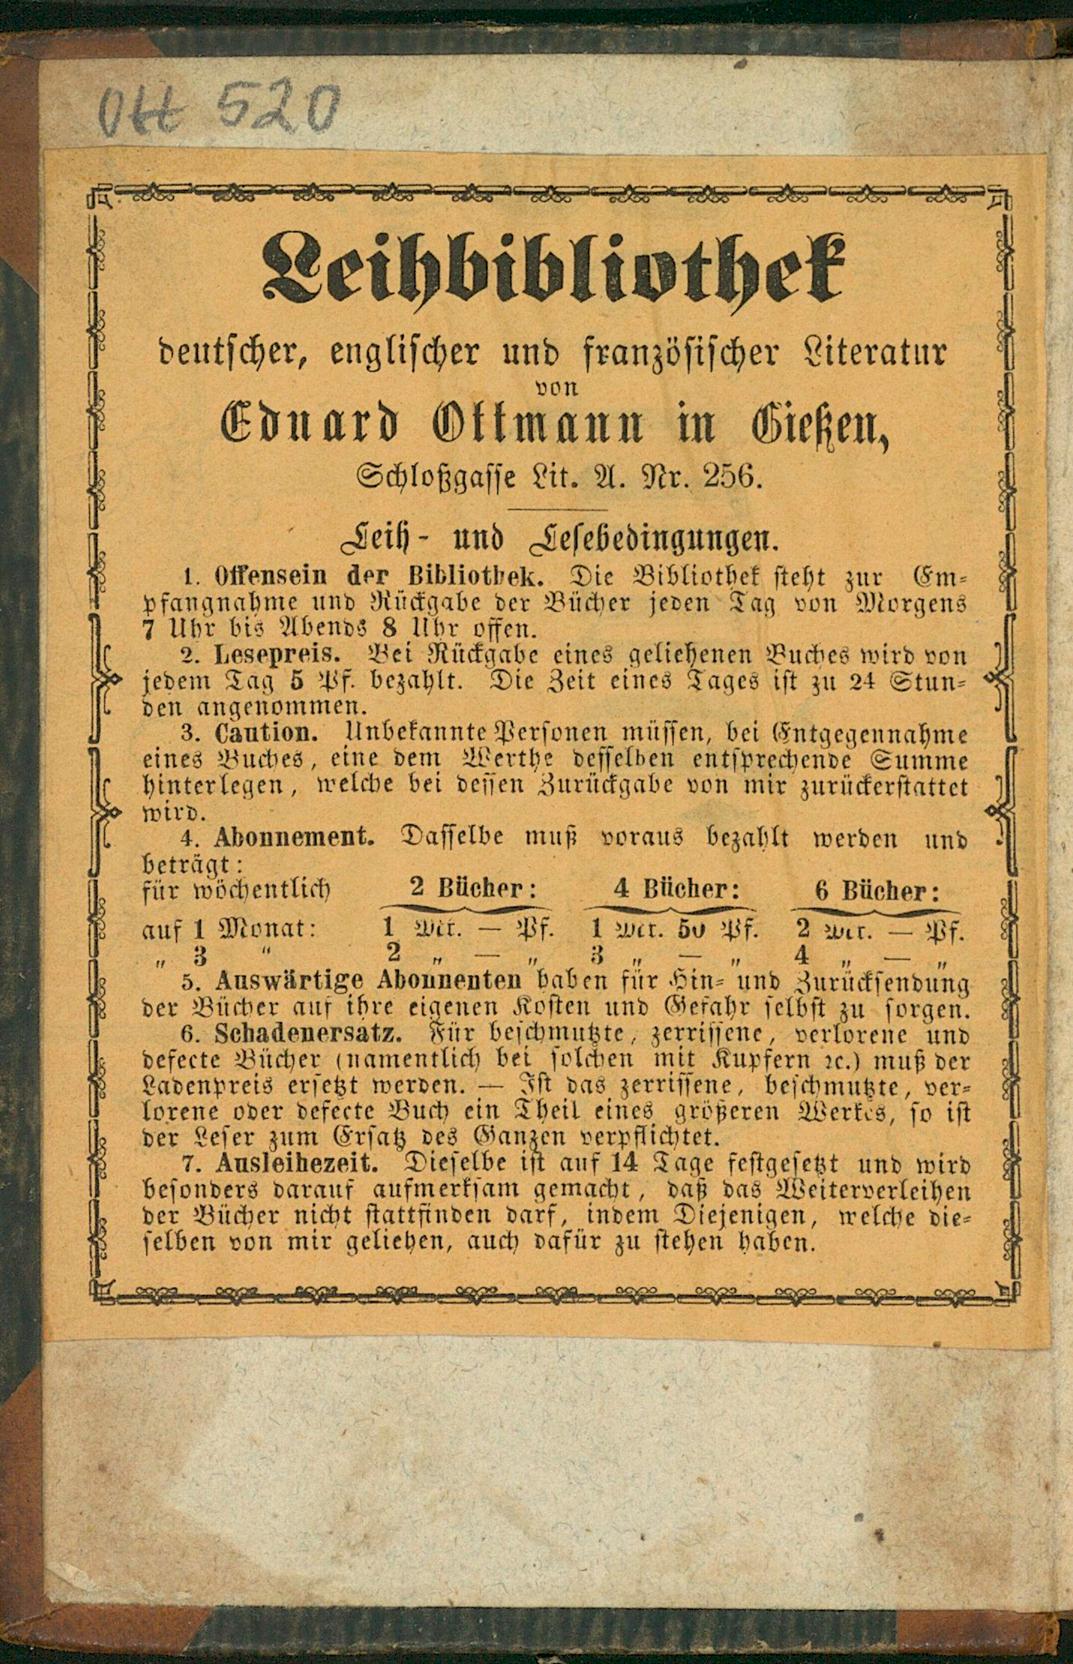 Ott 520
Leihbibliothek
deutscher, englischer und französischer Literatur
von
Eduard Ottmann in Gießen,
Schloßgasse Lit. A. Nr. 256.
Leih- und Lesebedingungen.
1. Offensein der Bibliothek. Die Bibliothek steht zur Em-
pfangnahme und Rückgabe der Bücher jeden Tag von Morgens
7 Uhr bis Abends 8 Uhr offen.
2. Lesepreis. Bei Rückgabe eines geliehenen Buches wird von
jedem Tag 5 Pf. bezahlt. Die Zeit eines Tages ist zu 24 Stun-
den angenommen.
3. Caution. Unbekannte Personen müssen, bei Entgegennahme
eines Buches, eine dem Werthe desselben entsprechende Summe
hinterlegen, welche bei dessen Zurückgabe von mir zurückerstattet
wird.
4. Abonnement. Dasselbe muß voraus bezahlt werden und
beträgt:
für wöchentlich 2 Bücher: 4 Bücher: 6 Bücher:
auf 1 Monat: 1 Mk. — Pf. 1 Mk. 50 Pf. 2 Mk. — Pf.
„ 3 „ 2 „ — „ 3 „ — „ 4 „ — „
5. Auswärtige Abonnenten haben für Hin- und Zurücksendung
der Bücher auf ihre eigenen Kosten und Gefahr selbst zu sorgen.
6. Schadenersatz. Für beschmutzte, zerrissene, verlorene und
defecte Bücher (namentlich bei solchen mit Kupfern ꝛc.) muß der
Ladenpreis ersetzt werden. — Ist das zerrissene, beschmutzte, ver-
lorene oder defecte Buch ein Theil eines größeren Werkes, so ist
der Leser zum Ersatz des Ganzen verpflichtet.
7. Ausleihezeit. Dieselbe ist auf 14 Tage festgesetzt und wird
besonders darauf aufmerksam gemacht, daß das Weiterverleihen
der Bücher nicht stattfinden darf, indem Diejenigen, welche die-
selben von mir geliehen, auch dafür zu stehen haben.